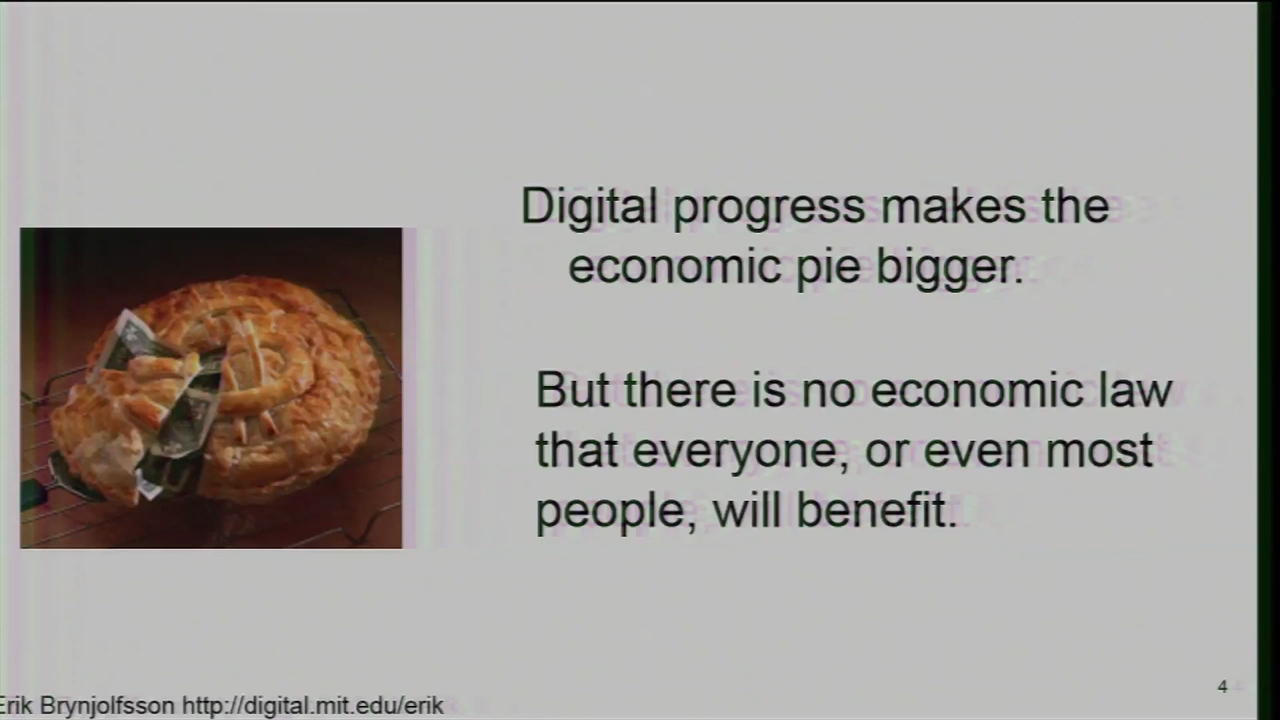 Digital progress makes the
economic pie bigger.
But there is no economic law
that everyone, or even most
people, will benefit.
4
Erik Brynjolfsson http://digital.mit.edu/erik